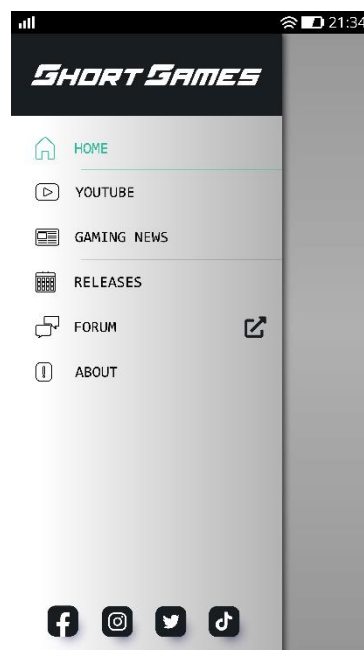 21:34
SHORT GAMES
HOME
YOUTUBE
GAMING NEWS
RELEASES
FORUM
ABOUT